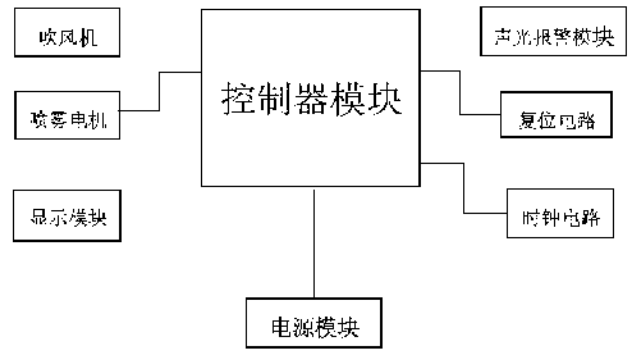 吹风机
声光报警模块
控制器模块
喷雾电机
复位电路
显示模块
时钟电路
电源模块